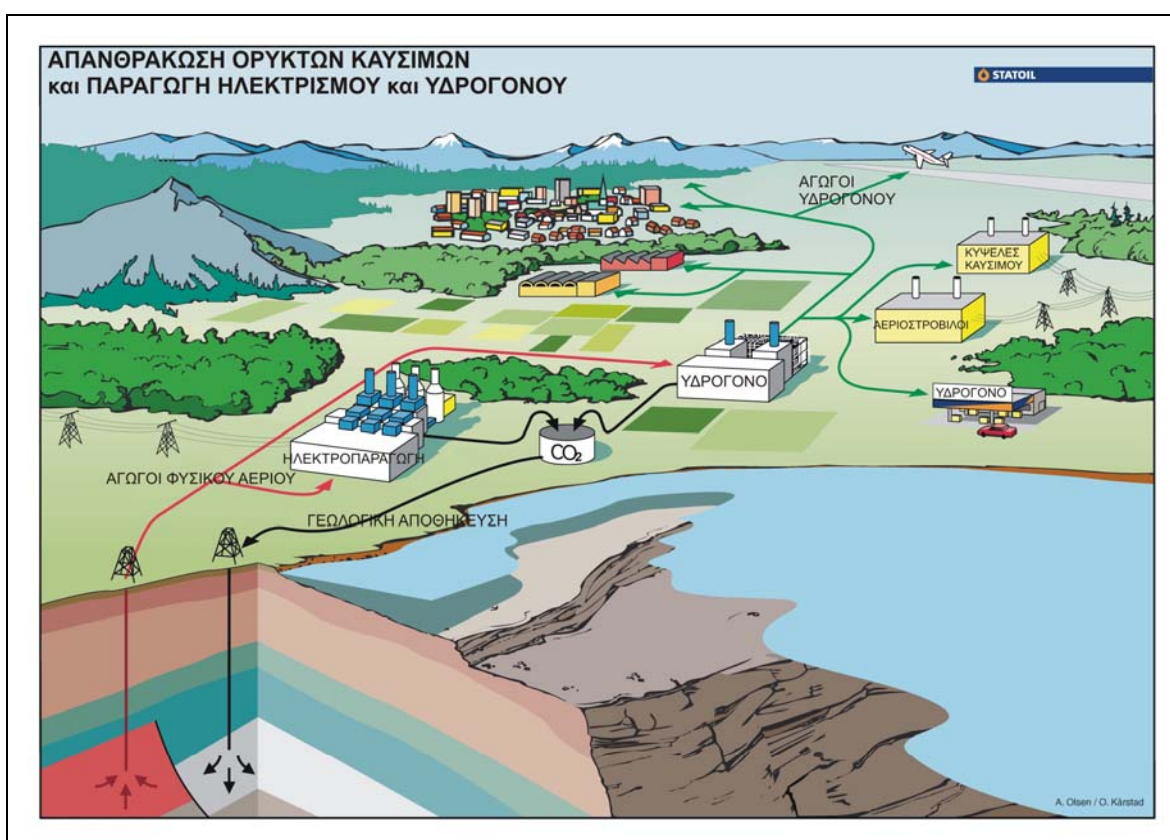 ΑΠΑΝΘΡΑΚΩΣΗ ΟΡΥΚΤΩΝ ΚΑΥΣΙΜΩΝ
και ΠΑΡΑΓΩΓΗ ΗΛΕΚΤΡΙΣΜΟΥ και ΥΔΡΟΓΟΝΟΥ
STATOIL
ΑΓΩΓΟΙ
ΥΔΡΟΓΟΝΟΥ
ΚΥΨΕΛΕΣ
ΚΑΥΣΙΜΟΥ
ΑΕΡΙΟΣΤΡΟΒΙΛΟΙ
ΥΔΡΟΓΟΝΟ
ΥΔΡΟΓΟΝΟ
ΗΛΕΚΤΡΟΠΑΡΑΓΩΓΗ
CO₂
ΑΓΩΓΟΙ ΦΥΣΙΚΟΥ ΑΕΡΙΟΥ
ΓΕΩΛΟΓΙΚΗ ΑΠΟΘΗΚΕΥΣΗ
A. Olsen / O. Kårstad